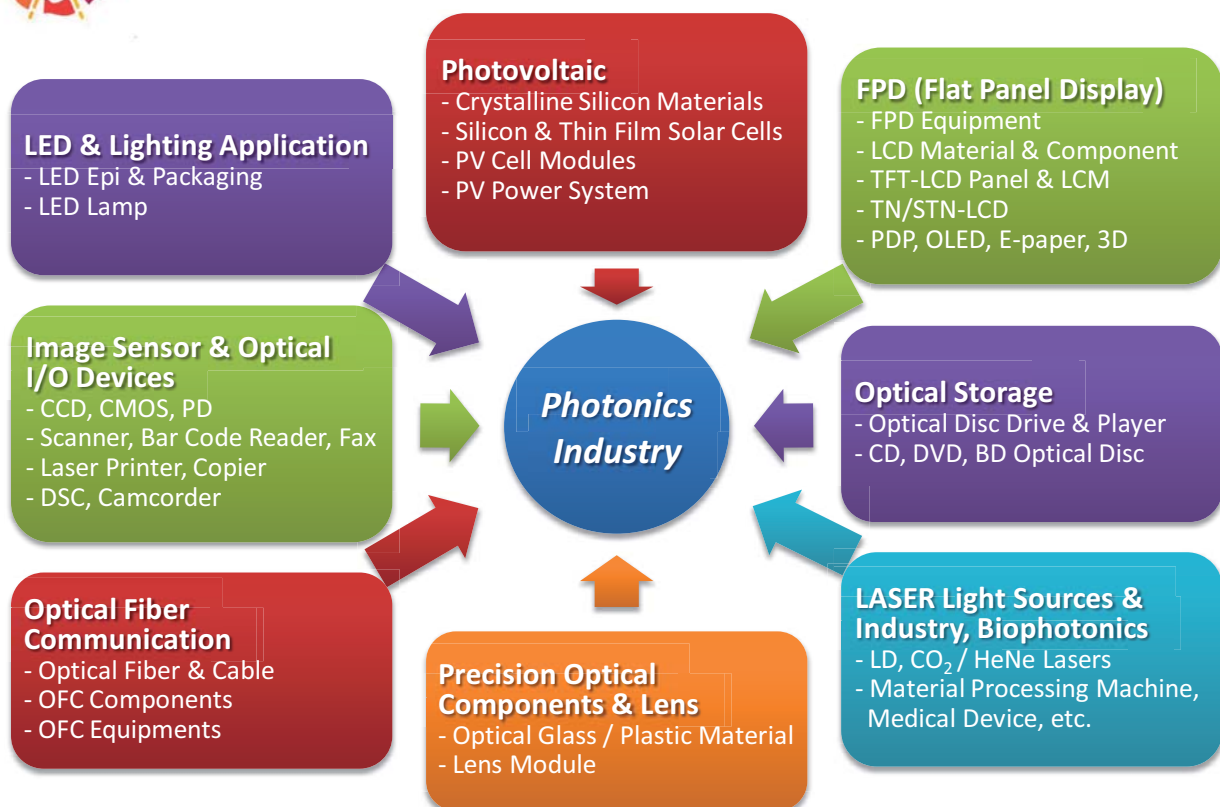 Photovoltaic
- Crystalline Silicon Materials
- Silicon & Thin Film Solar Cells
- PV Cell Modules
- PV Power System
FPD (Flat Panel Display)
- FPD Equipment
- LCD Material & Component
- TFT-LCD Panel & LCM
- TN/STN-LCD
- PDP, OLED, E-paper, 3D
LED & Lighting Application
- LED Epi & Packaging
- LED Lamp
Image Sensor & Optical
I/O Devices
- CCD, CMOS, PD
- Scanner, Bar Code Reader, Fax
- Laser Printer, Copier
- DSC, Camcorder
Photonics
Industry
Optical Storage
- Optical Disc Drive & Player
- CD, DVD, BD Optical Disc
Optical Fiber
Communication
- Optical Fiber & Cable
- OFC Components
- OFC Equipments
Precision Optical
Components & Lens
- Optical Glass / Plastic Material
- Lens Module
LASER Light Sources &
Industry, Biophotonics
- LD, CO₂ / HeNe Lasers
- Material Processing Machine,
Medical Device, etc.